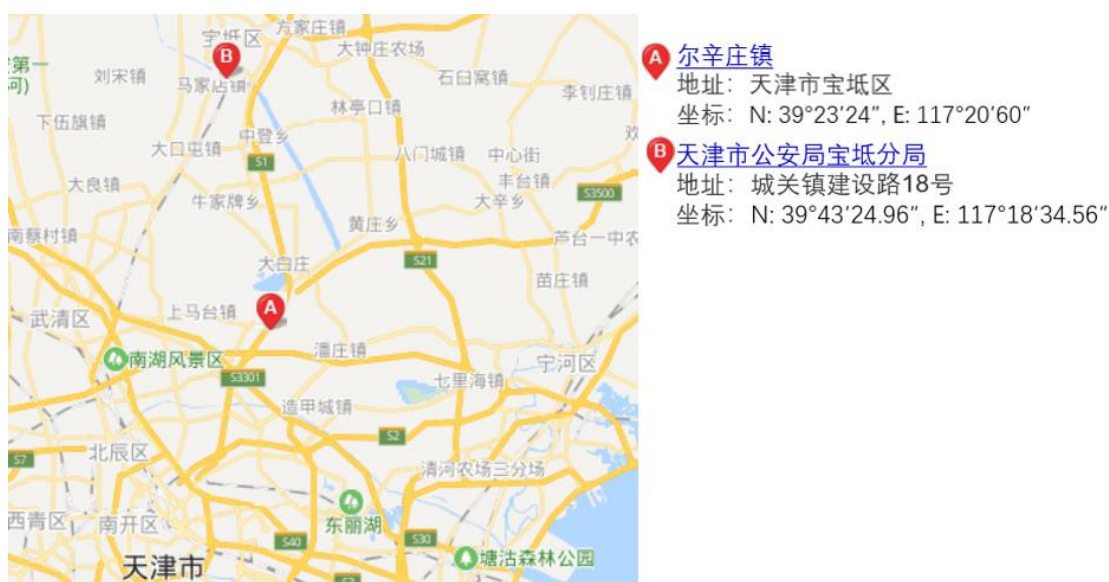 方家庄镇
宝坻区
大钟庄农场
B
第一
河)
刘宋镇
马家店镇
石臼窝镇
李钊庄镇
林亭口镇
下伍旗镇
中登乡
欢
大口屯镇
S1
八门城镇
中心街
大良镇
丰台镇
S3500
牛家牌乡
大辛乡
黄庄乡
南蔡村镇
芦台一中农
大白庄
S21
苗庄镇
A
上马台镇
武清区
潘庄镇
南湖风景区
宁河区
S3301
七里海镇
造甲城镇
S2
北辰区
S7
清河农场三分场
西青区
南开区
东丽湖
S40
S30
塘沽森林公园
天津市
A 尔辛庄镇
地址： 天津市宝坻区
坐标： N: 39°23′24″, E: 117°20′60″
B 天津市公安局宝坻分局
地址： 城关镇建设路18号
坐标： N: 39°43′24.96″, E: 117°18′34.56″